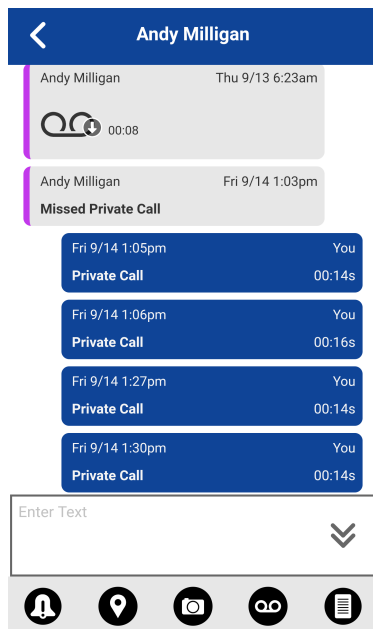 Andy Milligan
Andy Milligan Thu 9/13 6:23am
00:08
Andy Milligan Fri 9/14 1:03pm
Missed Private Call
Fri 9/14 1:05pm You
Private Call 00:14s
Fri 9/14 1:06pm You
Private Call 00:16s
Fri 9/14 1:27pm You
Private Call 00:14s
Fri 9/14 1:30pm You
Private Call 00:14s
Enter Text